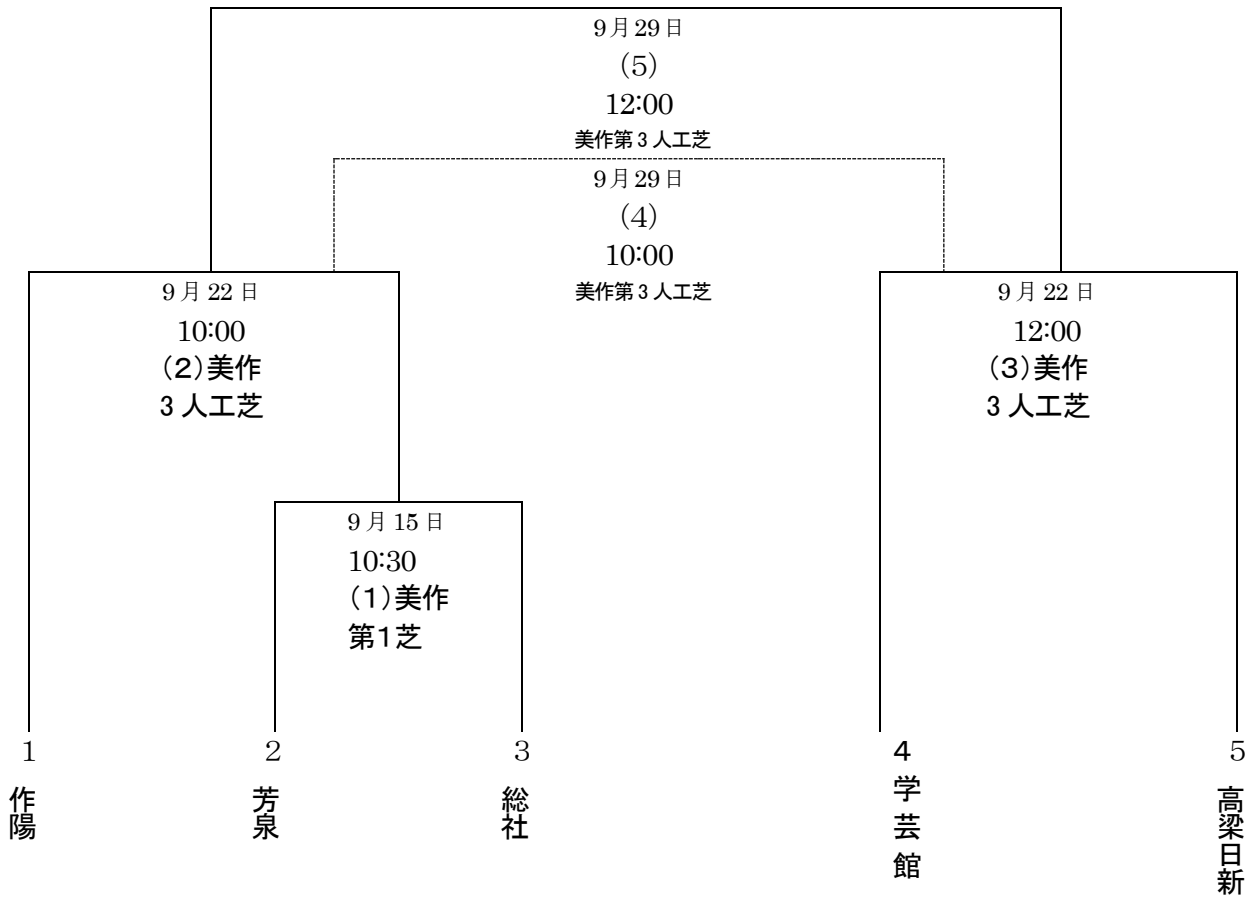 9月29日
(5)
12:00
美作第3人工芝
9月29日
(4)
10:00
美作第3人工芝
9月22日
10:00
(2)美作
3人工芝
9月22日
12:00
(3)美作
3人工芝
9月15日
10:30
(1)美作
第1芝
1
作陽
2
芳泉
3
総社
4
学芸館
5
高梁日新